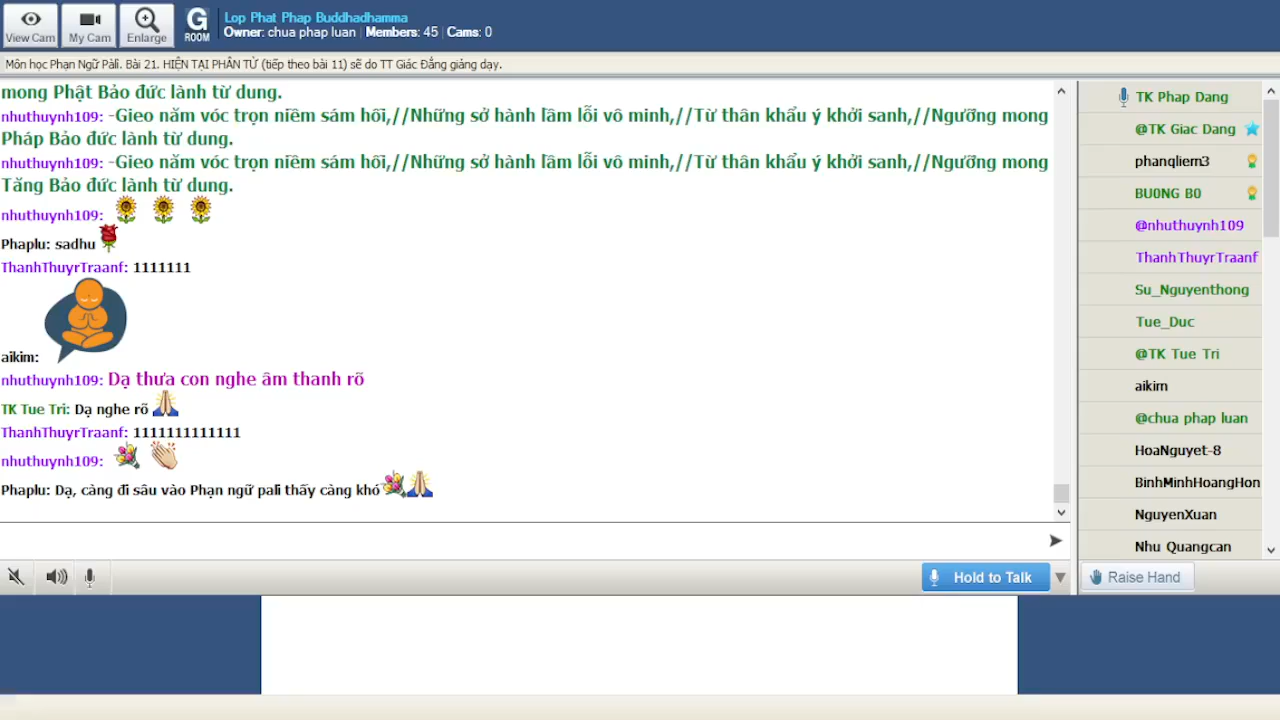 View Cam
My Cam
Enlarge
G
ROOM
Lop Phat Phap Buddhadhamma
Owner: chua phap luan | Members: 45 | Cams: 0
Môn học Phạn Ngữ Pāli. Bài 21. HIỆN TẠI PHÂN TỪ (tiếp theo bài 11) sẽ do TT Giác Đẳng giảng dạy.
mong Phật Bảo đức lành từ dung.
nhuthuynh109: -Gieo năm vóc trọn niềm sám hối,//Những sở hành lầm lỗi vô minh,//Từ thân khẩu ý khởi sanh,//Ngưỡng mong
Pháp Bảo đức lành từ dung.
nhuthuynh109: -Gieo năm vóc trọn niềm sám hối,//Những sở hành lầm lỗi vô minh,//Từ thân khẩu ý khởi sanh,//Ngưỡng mong
Tăng Bảo đức lành từ dung.
nhuthuynh109:
Phaplu: sadhu
ThanhThuyrTraanf: 1111111
aikim:
nhuthuynh109: Dạ thưa con nghe âm thanh rõ
TK Tue Tri: Dạ nghe rõ
ThanhThuyrTraanf: 1111111111111
nhuthuynh109:
Phaplu: Dạ, càng đi sâu vào Phạn ngữ pali thấy càng khó
TK Phap Dang
@TK Giac Dang
phanqliem3
BU0NG B0
@nhuthuynh109
ThanhThuyrTraanf
Su_Nguyenthong
Tue_Duc
@TK Tue Tri
aikim
@chua phap luan
HoaNguyet-8
BinhMinhHoangHon
NguyenXuan
Nhu Quangcan
Hold to Talk
Raise Hand